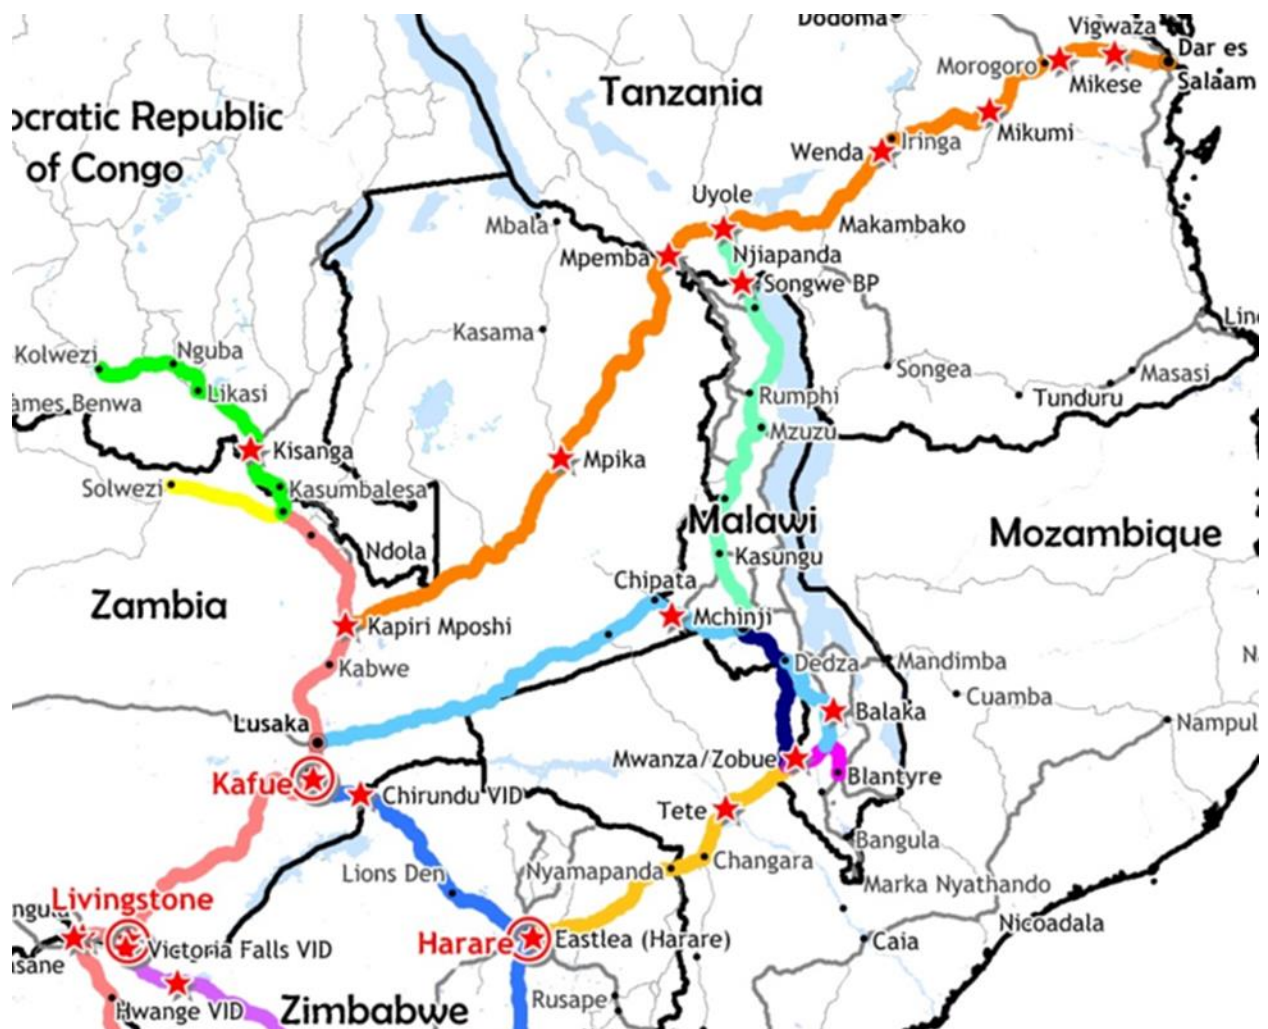 Dodoma
Vigwaza
Dar es
Salaam
Morogoro
Mikese
Tanzania
ocratic Republic
of Congo
Mikumi
Iringa
Wenda
Uyole
Mbala
Makambako
Mpemba
Njiapanda
Songwe BP
Kasama
Lin
Kolwezi
Nguba
Likasi
Songea
Masasi
Tunduru
Rumphi
ames Benwa
Mzuzu
Kisanga
Mpika
Solwezi
Kasumbalesa
Malawi
Mozambique
Ndola
Kasungu
Chipata
Zambia
Mchinji
Kapiri Mposhi
Kabwe
Dedza
Mandimba
N
Cuamba
Lusaka
Balaka
Nampul
Mwanza/Zobue
Kafue
Blantyre
Chirundu VID
Tete
Bangula
Lions Den
Nyamapanda
Changara
Marka Nyathando
Livingstone
ngula
Nicoadala
Harare
Eastlea (Harare)
Caia
Victoria Falls VID
sane
Rusape
Hwange VID
Zimbabwe